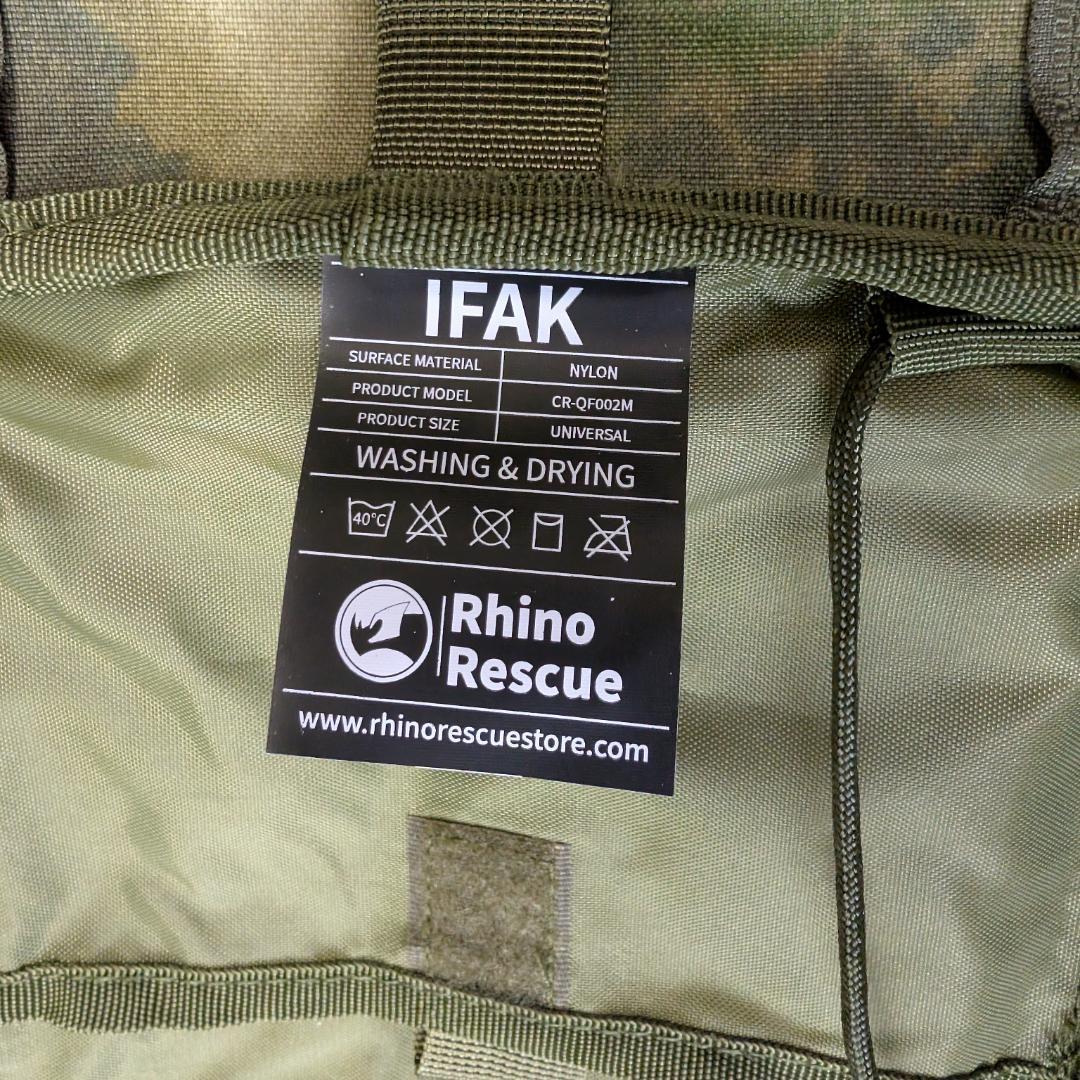 IFAK
SURFACE MATERIAL NYLON
PRODUCT MODEL CR-QF002M
PRODUCT SIZE UNIVERSAL
WASHING & DRYING
40°C
Rhino
Rescue
www.rhinorescuestore.com